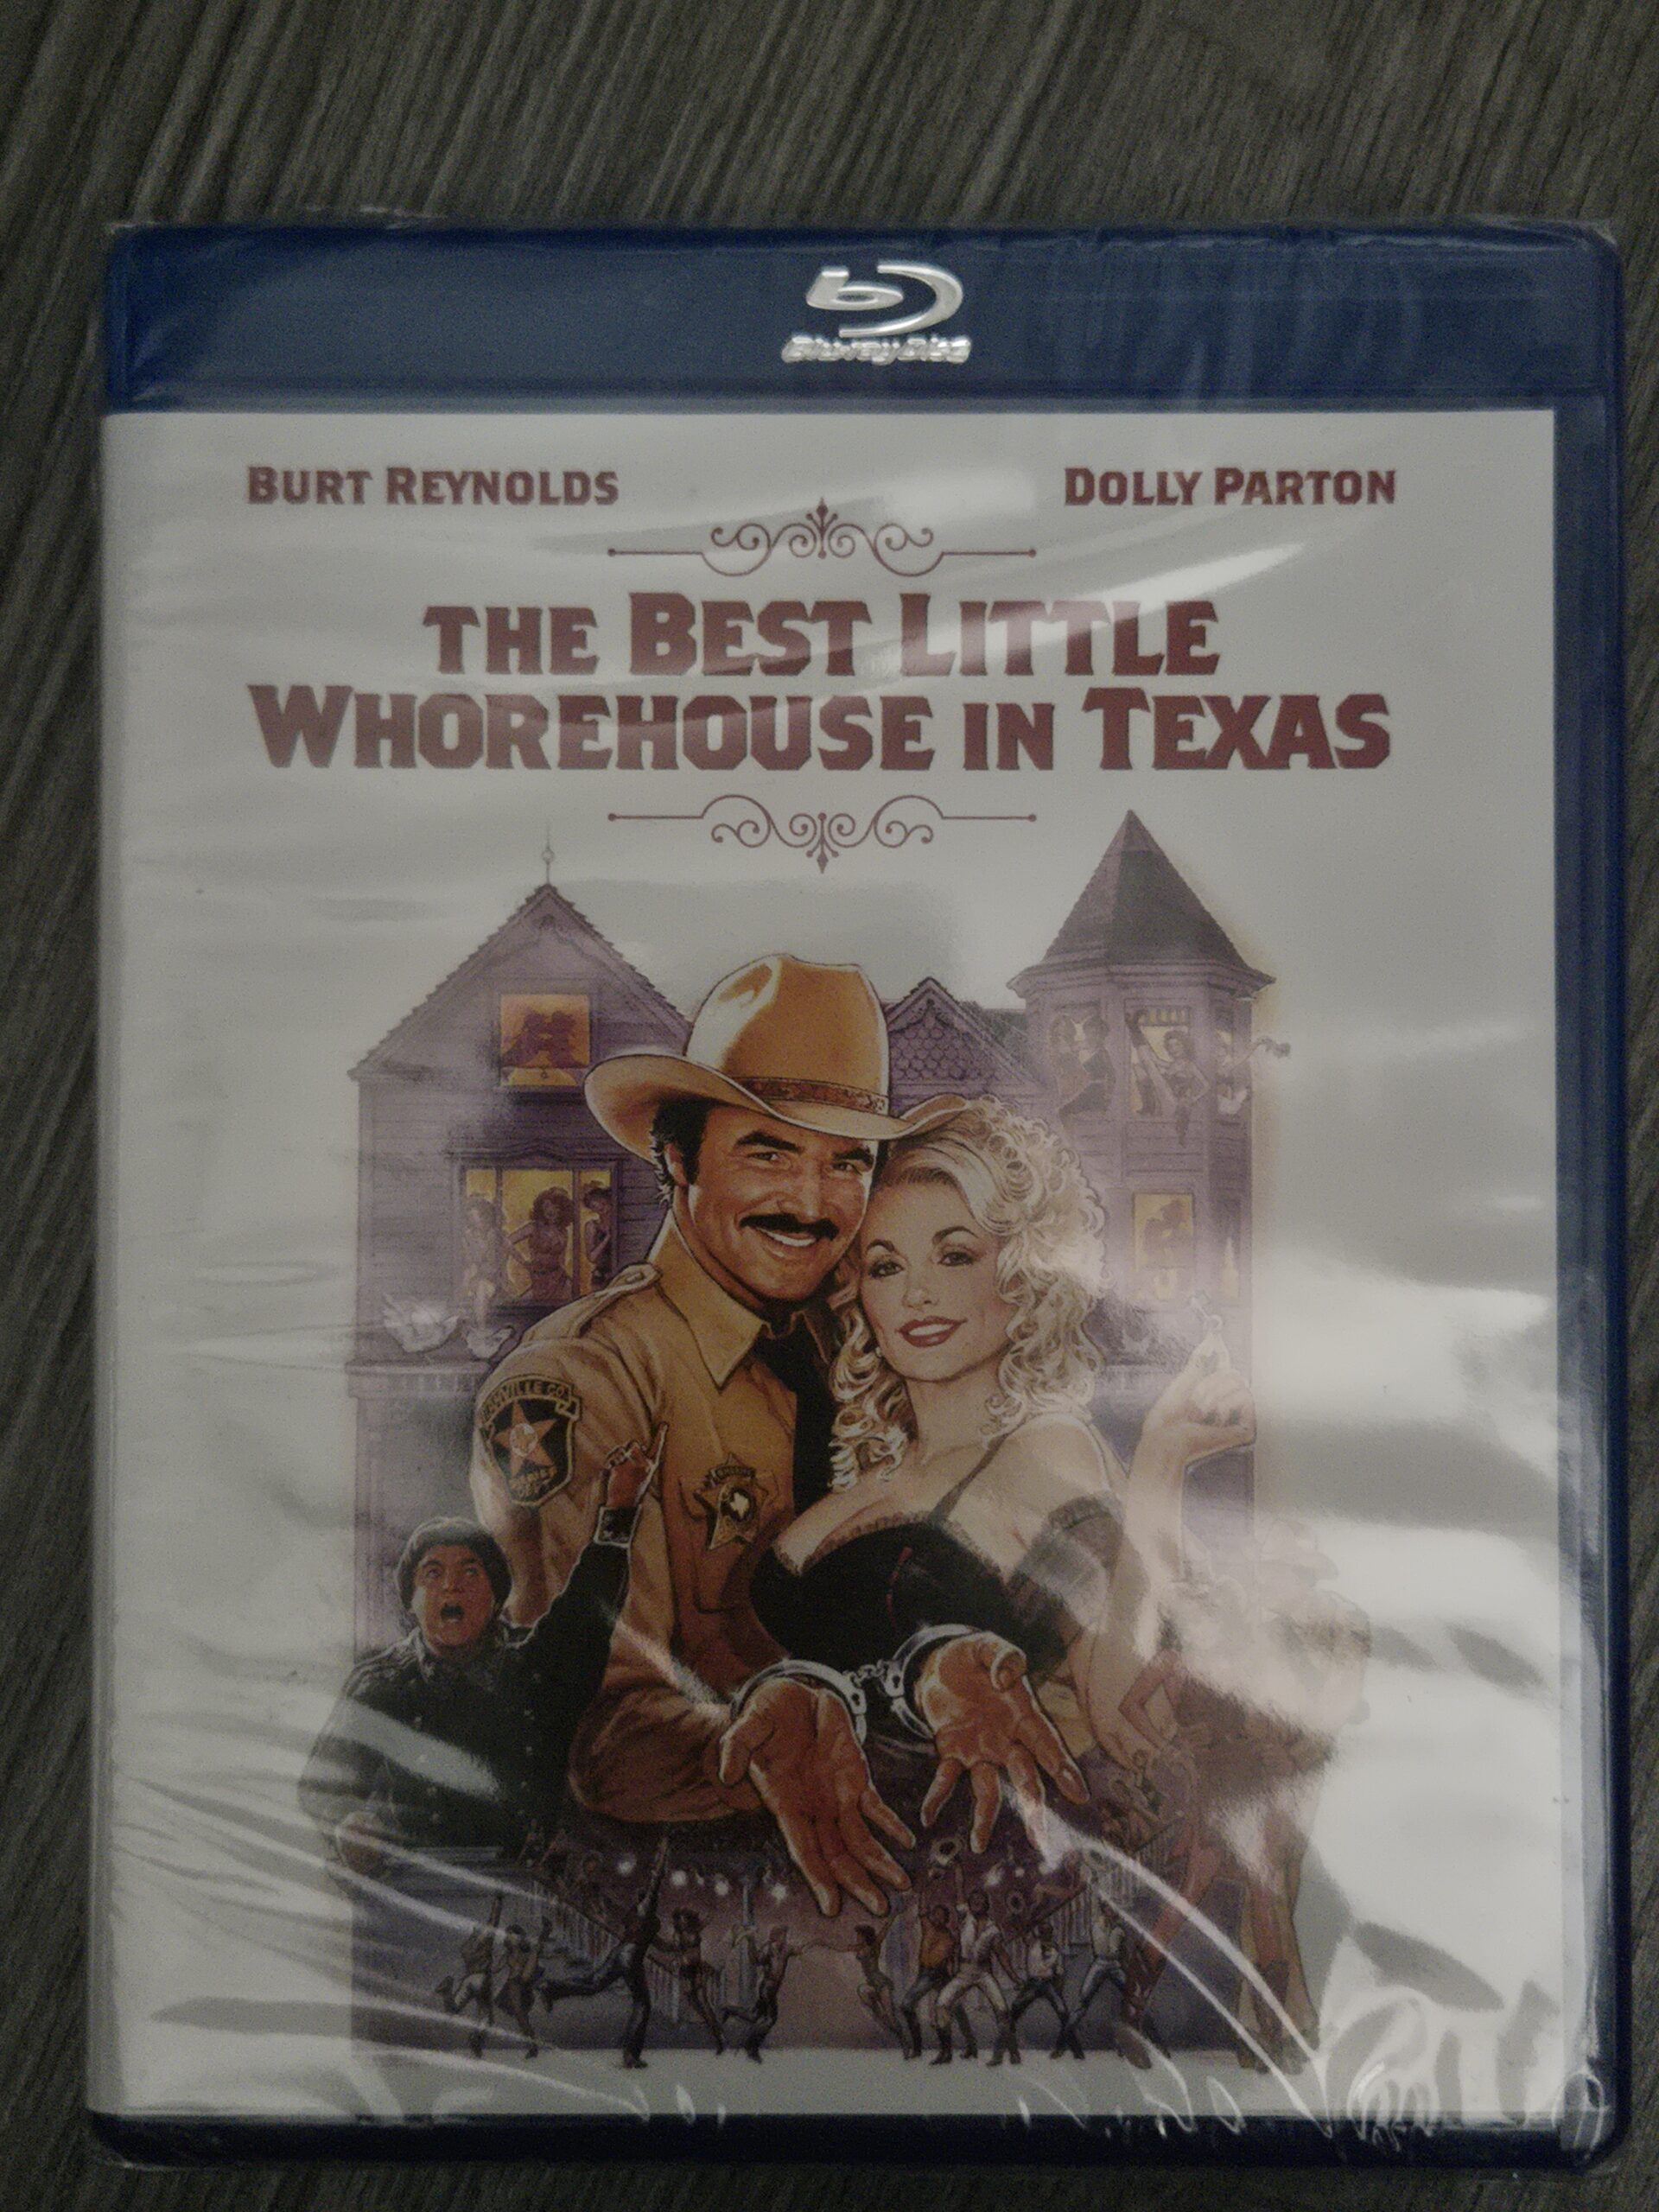 Blu-ray Disc
BURT REYNOLDS
DOLLY PARTON
THE BEST LITTLE
WHOREHOUSE IN TEXAS